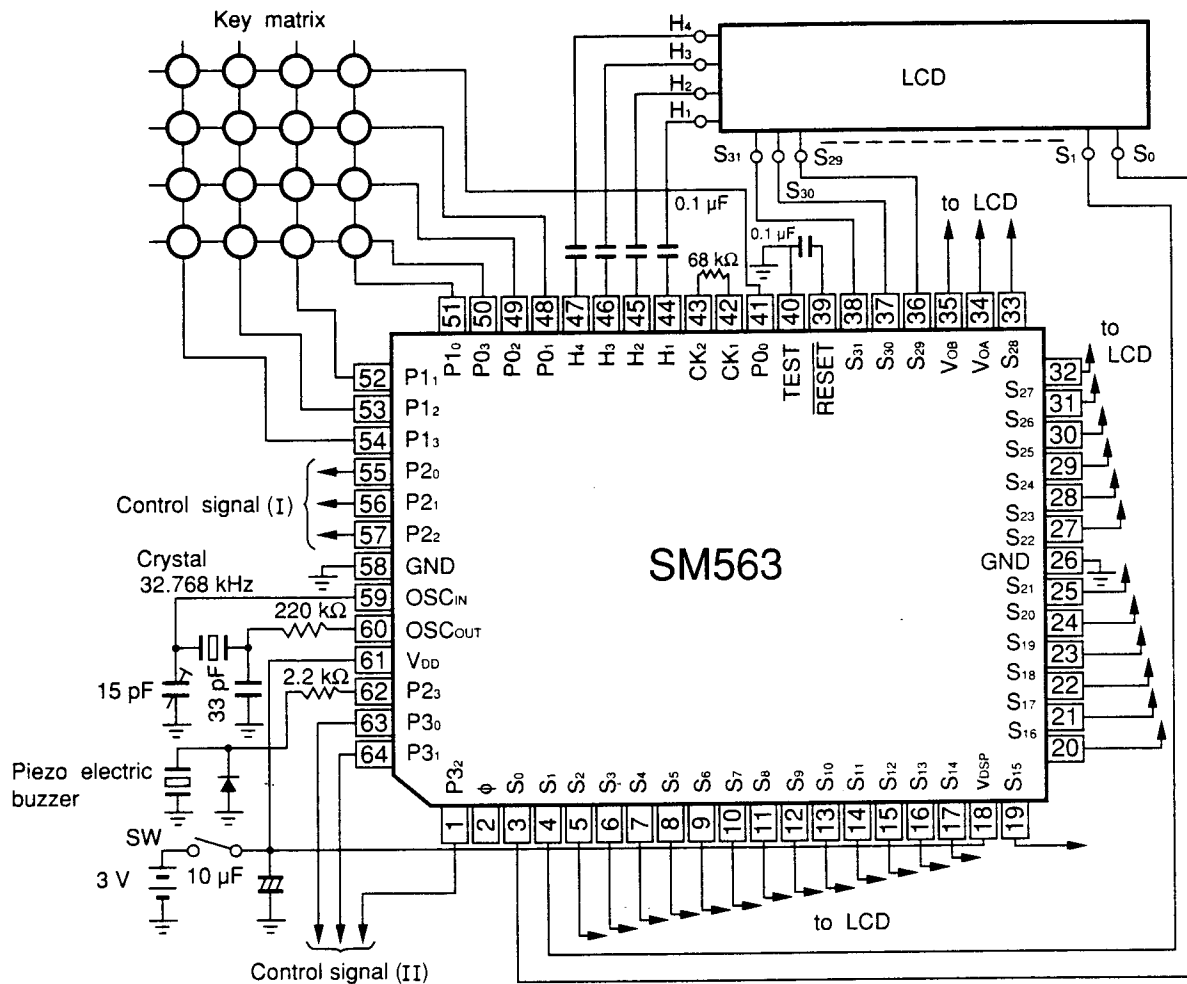 Key matrix
H4
H3
H2
H1
LCD
S31
S30
S29
S1
S0
0.1 µF
0.1 µF
68 kΩ
to LCD
51 50 49 48 47 46 45 44 43 42 41 40 39 38 37 36 35 34 33
P10 P03 P02 P01 H4 H3 H2 H1 CK2 CK1 P00 TEST RESET S31 S30 S29 VOB VOA S28
to LCD
52 P11
53 P12
54 P13
55 P20
56 P21
57 P22
58 GND
59 OSCIN
60 OSCOUT
61 VDD
62 P23
63 P30
64 P31
Control signal (I)
Crystal
32.768 kHz
220 kΩ
15 pF
33 pF
2.2 kΩ
Piezo electric
buzzer
SW
3 V
10 µF
SM563
S27 32
S26 31
S25 30
S24 29
S23 28
S22 27
GND 26
S21 25
S20 24
S19 23
S18 22
S17 21
S16 20
P32 ϕ S0 S1 S2 S3 S4 S5 S6 S7 S8 S9 S10 S11 S12 S13 S14 VDSP S15
1 2 3 4 5 6 7 8 9 10 11 12 13 14 15 16 17 18 19
to LCD
Control signal (II)